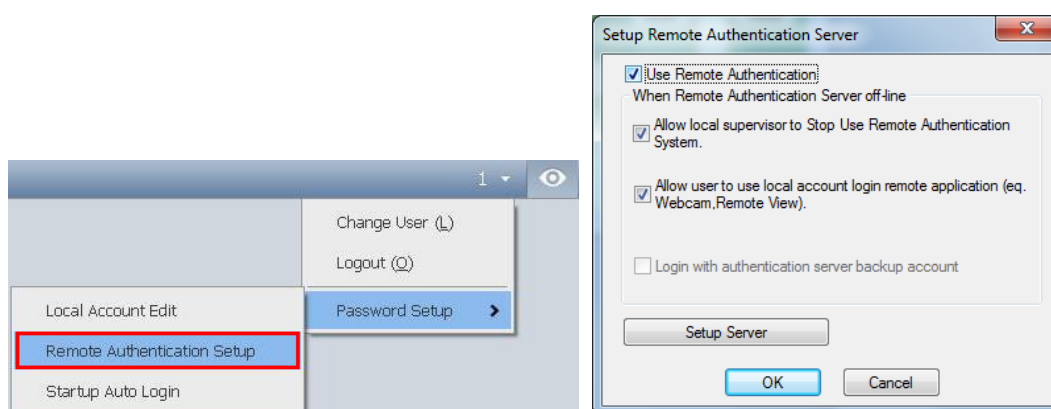 1
Change User (L)
Logout (O)
Password Setup
Local Account Edit
Remote Authentication Setup
Startup Auto Login
Setup Remote Authentication Server
Use Remote Authentication
When Remote Authentication Server off-line
Allow local supervisor to Stop Use Remote Authentication
System.
Allow user to use local account login remote application (eq.
Webcam,Remote View).
Login with authentication server backup account
Setup Server
OK
Cancel